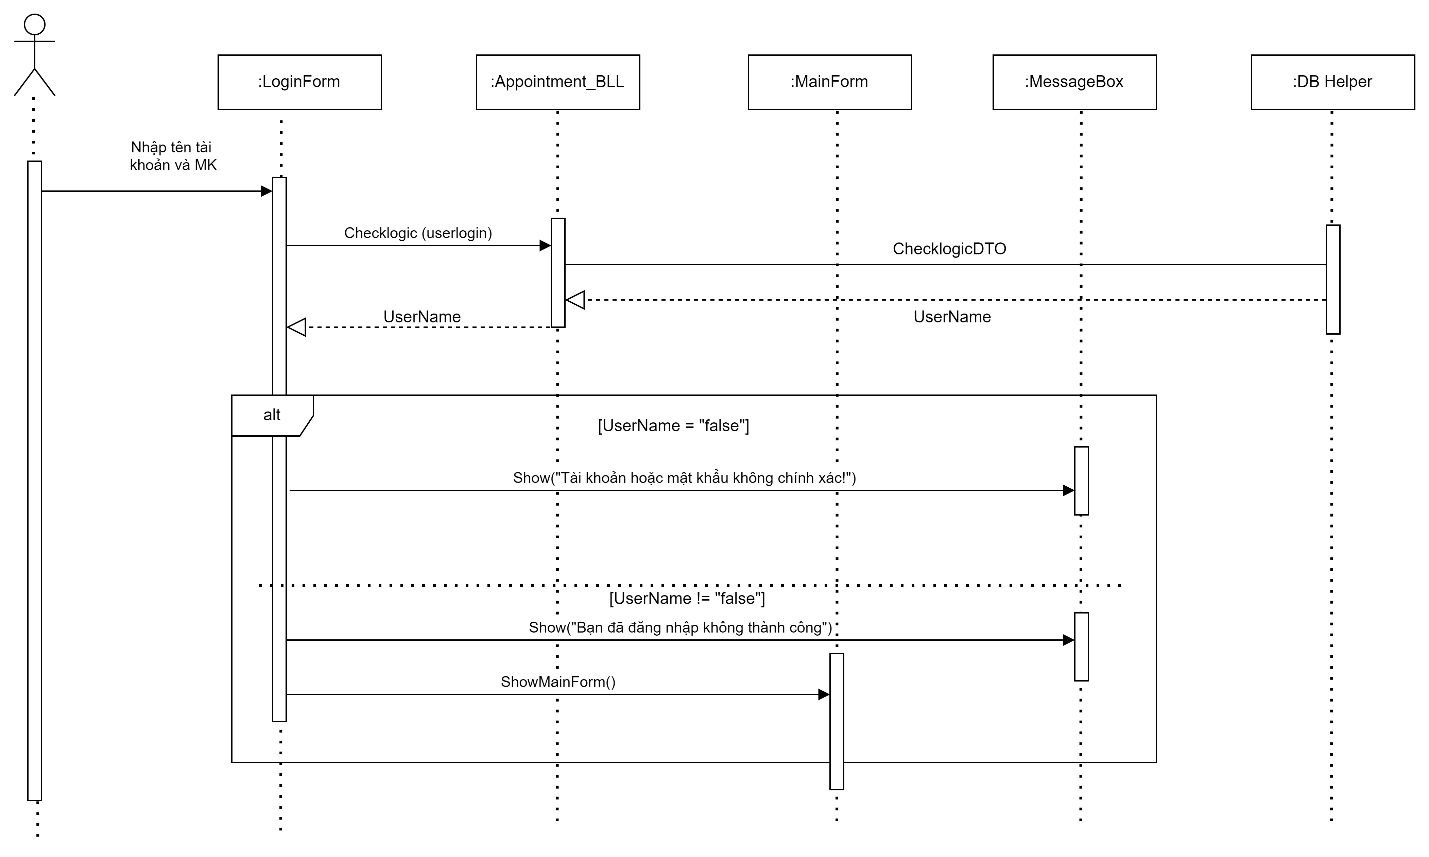 :LoginForm
:Appointment_BLL
:MainForm
:MessageBox
:DB Helper
Nhập tên tài
khoản và MK
Checklogic (userlogin)
ChecklogicDTO
UserName
UserName
alt
[UserName = "false"]
Show("Tài khoản hoặc mật khẩu không chính xác!")
[UserName != "false"]
Show("Bạn đã đăng nhập không thành công")
ShowMainForm()